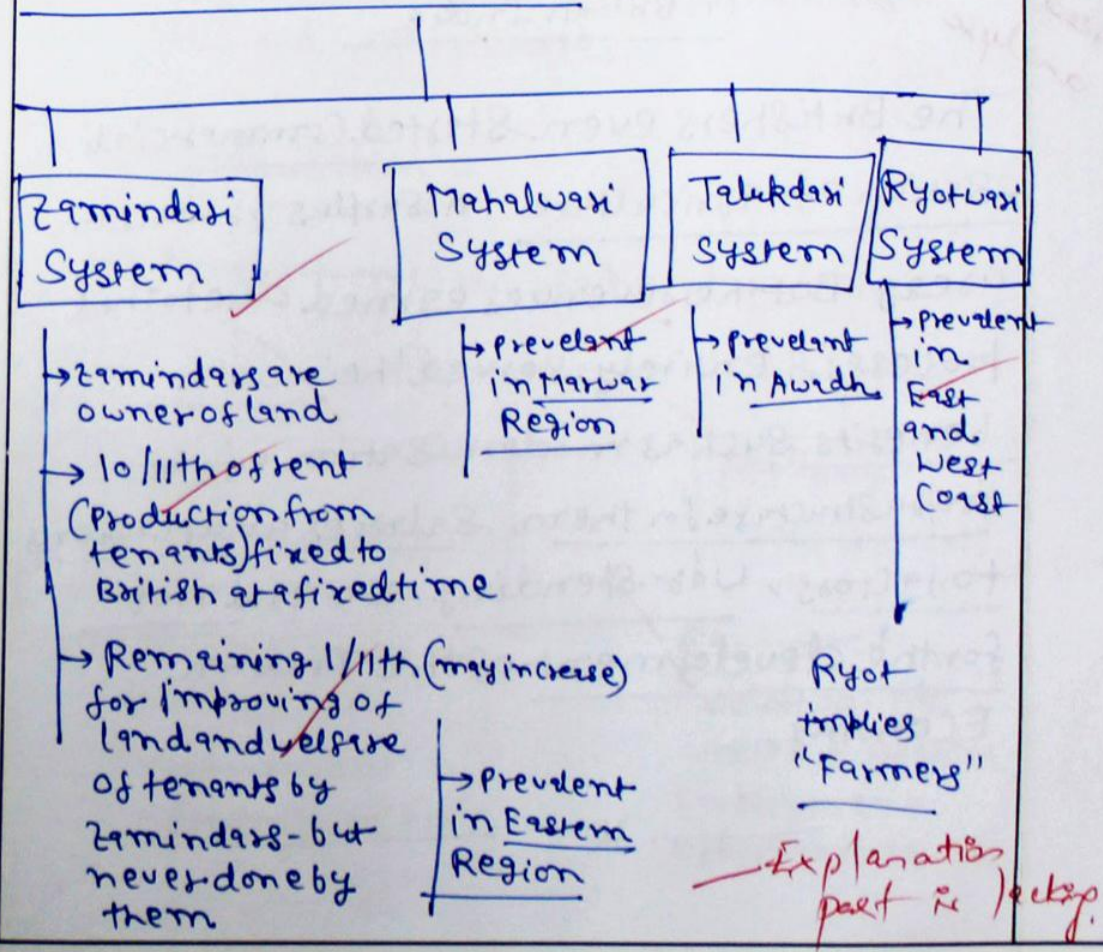 Zamindari
System
→ Zamindars are
owner of land
→ 10/11th of rent
(Production from
tenants) fixed to
British at a fixed time
→ Remaining 1/11th (may increase)
for improving of
land and welfare
of tenants by
Zamindars - but
never done by
them
→ Prevelent
in Eastern
Region
Mahalwari
System
→ prevelent
in Marwar
Region
Talukdari
System
→ prevelent
in Awadh
Ryotwari
System
→ Prevelent
in
East
and
West
Coast
Ryot
implies
"Farmers"
Explanation
part is lacking.